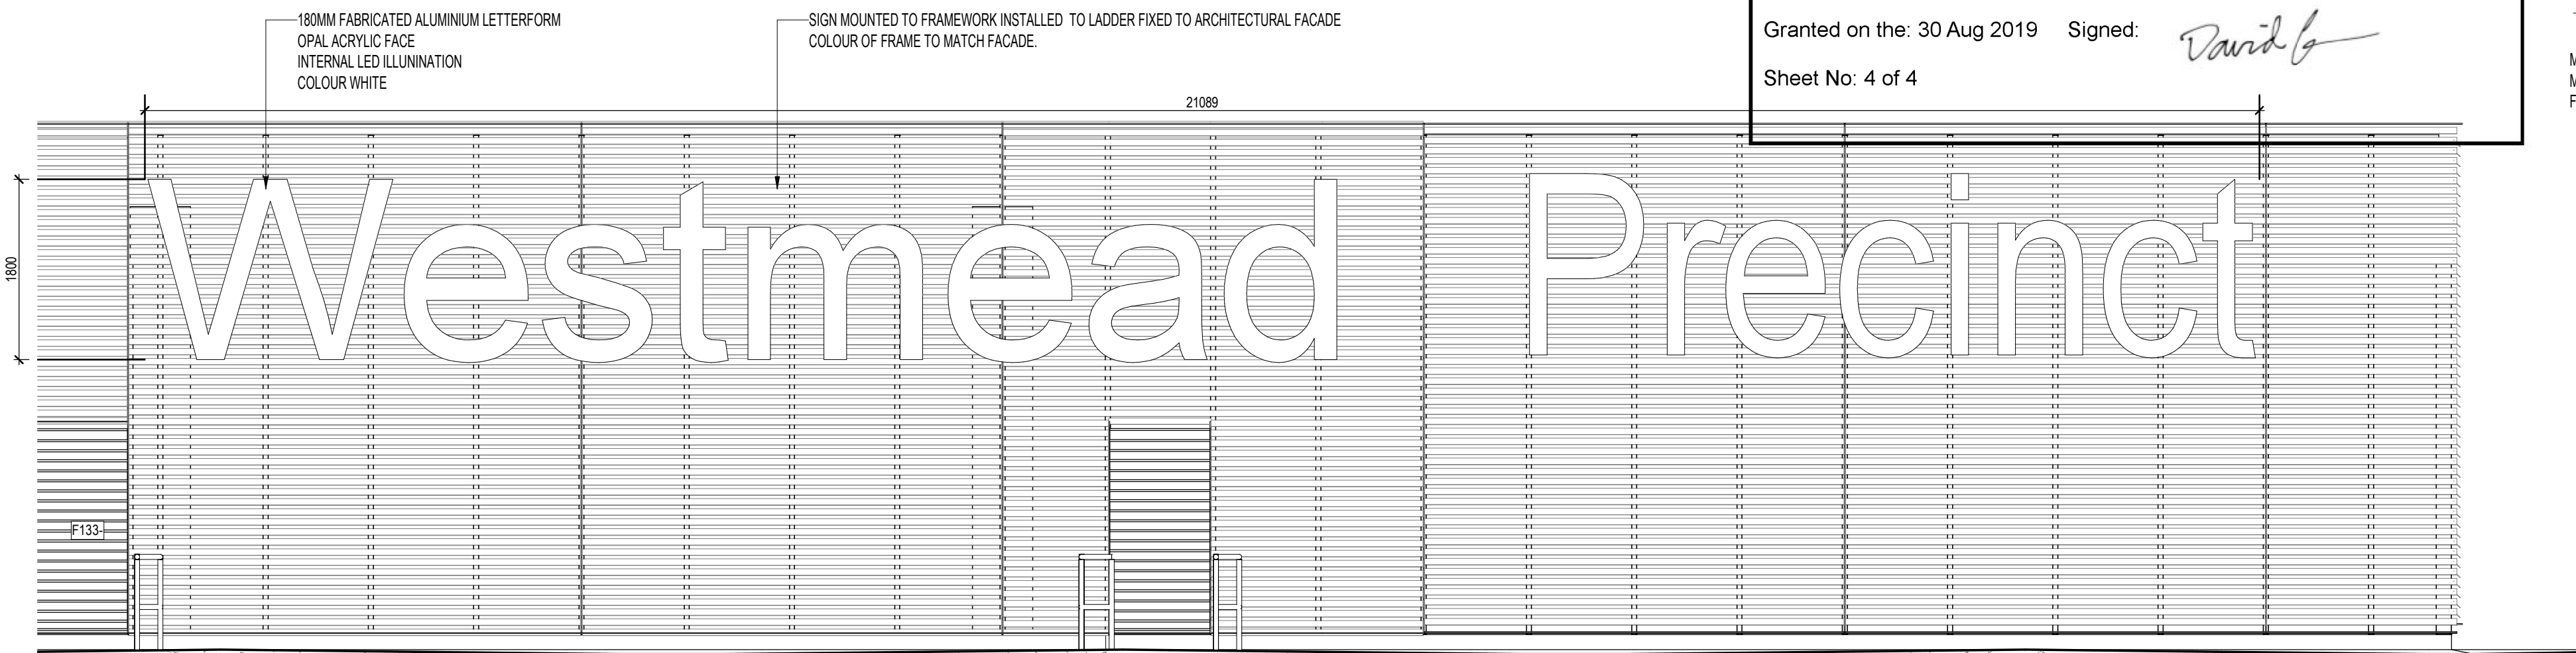 180MM FABRICATED ALUMINIUM LETTERFORM
OPAL ACRYLIC FACE
INTERNAL LED ILLUNINATION
COLOUR WHITE
SIGN MOUNTED TO FRAMEWORK INSTALLED TO LADDER FIXED TO ARCHITECTURAL FACADE
COLOUR OF FRAME TO MATCH FACADE.
Granted on the: 30 Aug 2019 Signed:
Sheet No: 4 of 4
21089
1800
Westmead Precinct
F133-
M
M
F